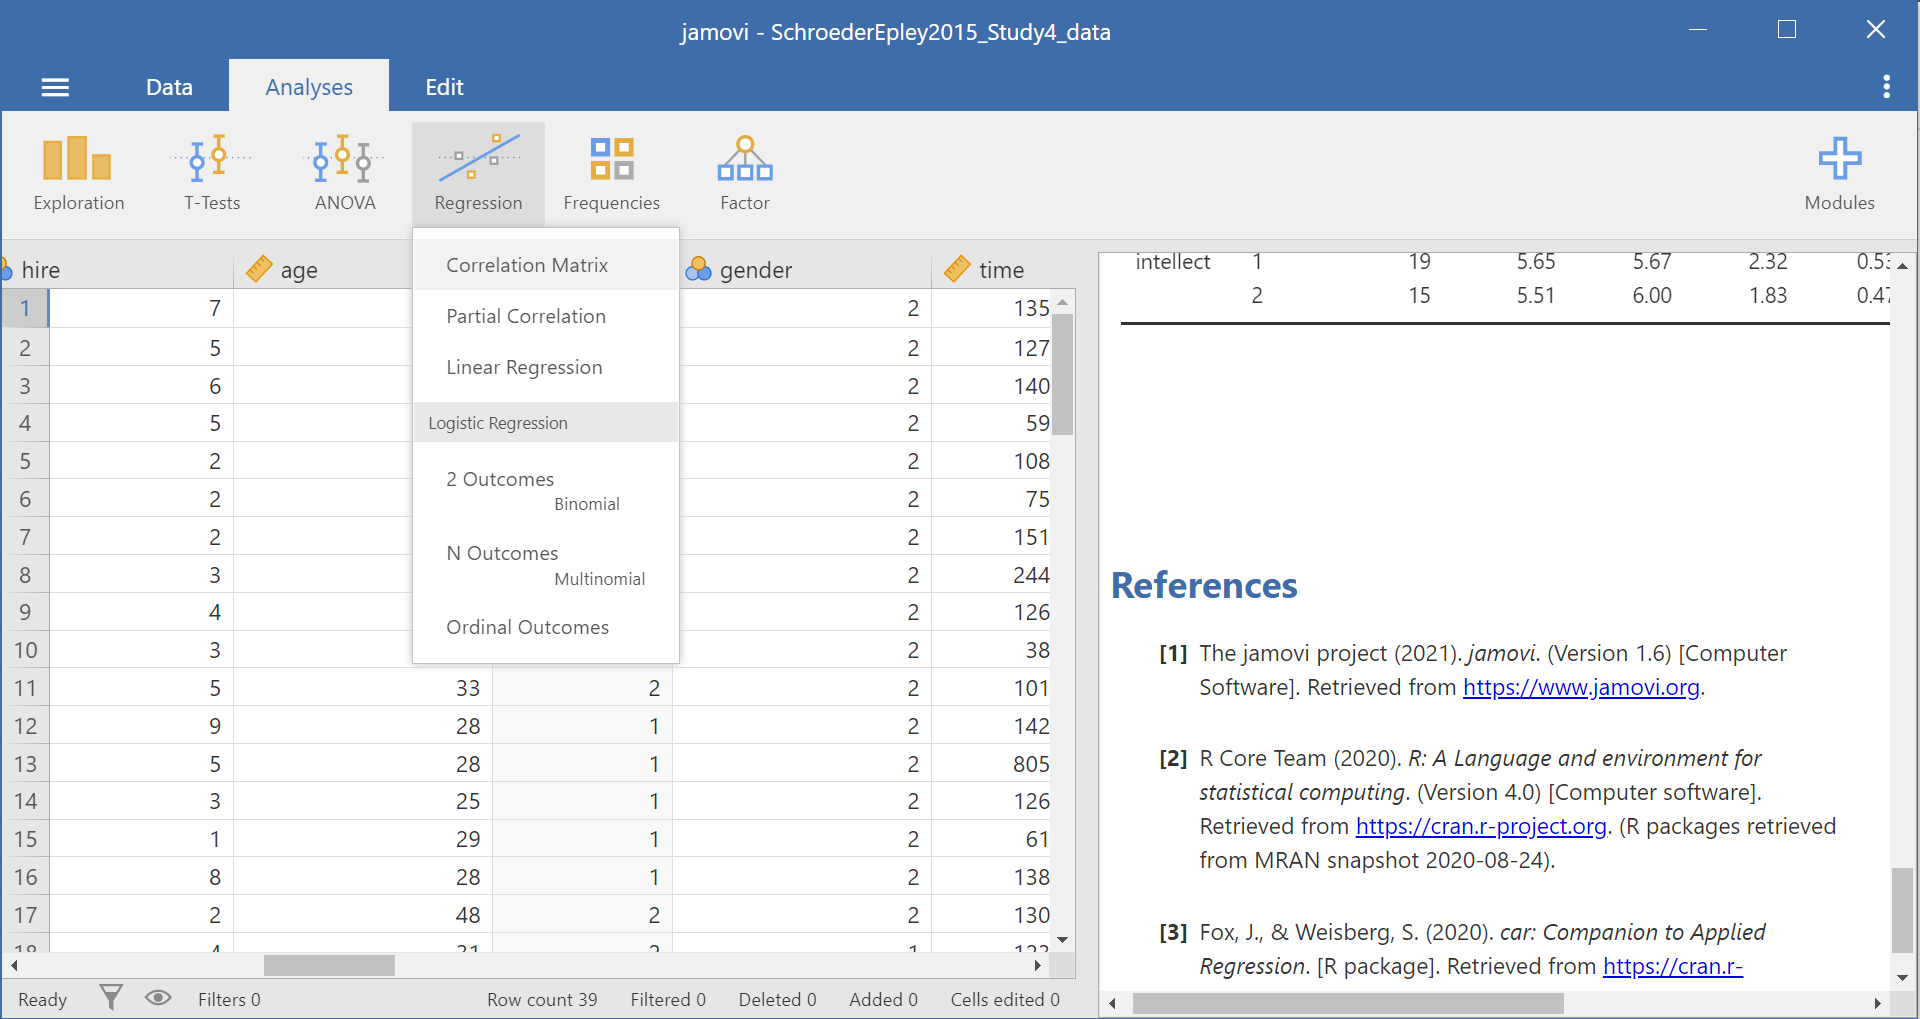 jamovi - SchroederEpley2015_Study4_data
Data Analyses Edit
Exploration T-Tests ANOVA Regression Frequencies Factor Modules
hire age gender time
Correlation Matrix
Partial Correlation
Linear Regression
Logistic Regression
2 Outcomes
Binomial
N Outcomes
Multinomial
Ordinal Outcomes
1 7 2 135
2 5 2 127
3 6 2 140
4 5 2 59
5 2 2 108
6 2 2 75
7 2 2 151
8 3 2 244
9 4 2 126
10 3 2 38
11 5 33 2 2 101
12 9 28 1 2 142
13 5 28 1 2 805
14 3 25 1 2 126
15 1 29 1 2 61
16 8 28 1 2 138
17 2 48 2 2 130
18 4 31 2 1 123
intellect 1 19 5.65 5.67 2.32 0.53
2 15 5.51 6.00 1.83 0.47
References
[1] The jamovi project (2021). jamovi. (Version 1.6) [Computer
Software]. Retrieved from https://www.jamovi.org.
[2] R Core Team (2020). R: A Language and environment for
statistical computing. (Version 4.0) [Computer software].
Retrieved from https://cran.r-project.org. (R packages retrieved
from MRAN snapshot 2020-08-24).
[3] Fox, J., & Weisberg, S. (2020). car: Companion to Applied
Regression. [R package]. Retrieved from https://cran.r-
Ready Filters 0 Row count 39 Filtered 0 Deleted 0 Added 0 Cells edited 0